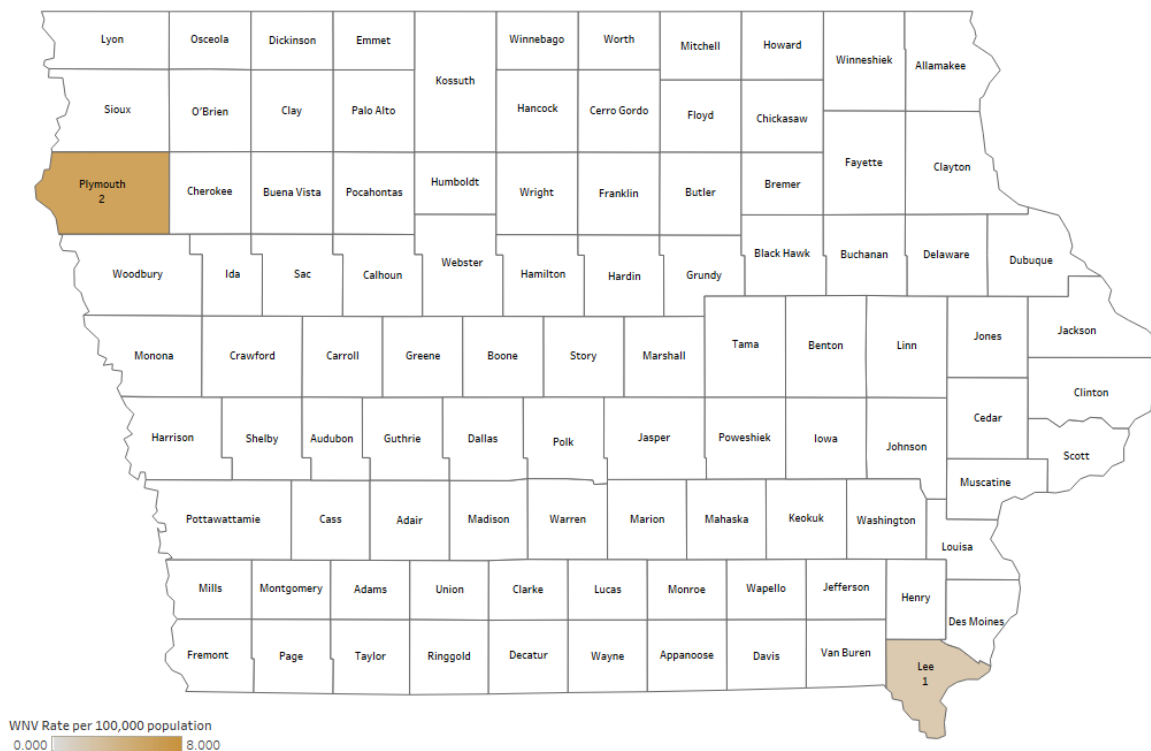 Lyon
Osceola
Dickinson
Emmet
Kossuth
Winnebago
Worth
Mitchell
Howard
Winneshiek
Allamakee
Sioux
O'Brien
Clay
Palo Alto
Hancock
Cerro Gordo
Floyd
Chickasaw
Fayette
Clayton
Plymouth
2
Cherokee
Buena Vista
Pocahontas
Humboldt
Wright
Franklin
Butler
Bremer
Woodbury
Ida
Sac
Calhoun
Webster
Hamilton
Hardin
Grundy
Black Hawk
Buchanan
Delaware
Dubuque
Monona
Crawford
Carroll
Greene
Boone
Story
Marshall
Tama
Benton
Linn
Jones
Jackson
Clinton
Harrison
Shelby
Audubon
Guthrie
Dallas
Polk
Jasper
Poweshiek
Iowa
Johnson
Cedar
Scott
Muscatine
Pottawattamie
Cass
Adair
Madison
Warren
Marion
Mahaska
Keokuk
Washington
Louisa
Mills
Montgomery
Adams
Union
Clarke
Lucas
Monroe
Wapello
Jefferson
Henry
Des Moines
Fremont
Page
Taylor
Ringgold
Decatur
Wayne
Appanoose
Davis
Van Buren
Lee
1
WNV Rate per 100,000 population
0.000 8.000